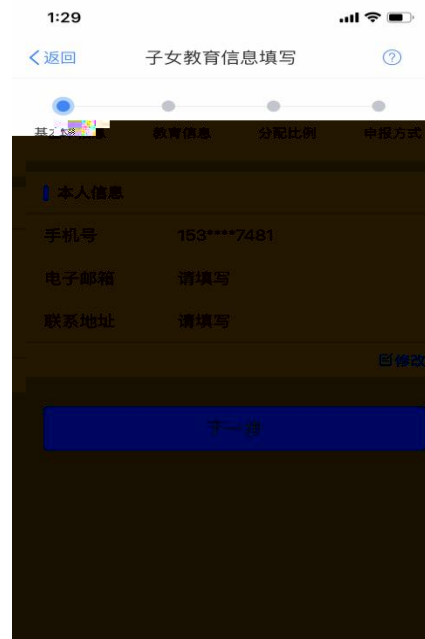 1:29
返回 子女教育信息填写
教育信息 分配比例 申报方式
本人信息
手机号 153****7481
电子邮箱 请填写
联系地址 请填写
修改
下一步